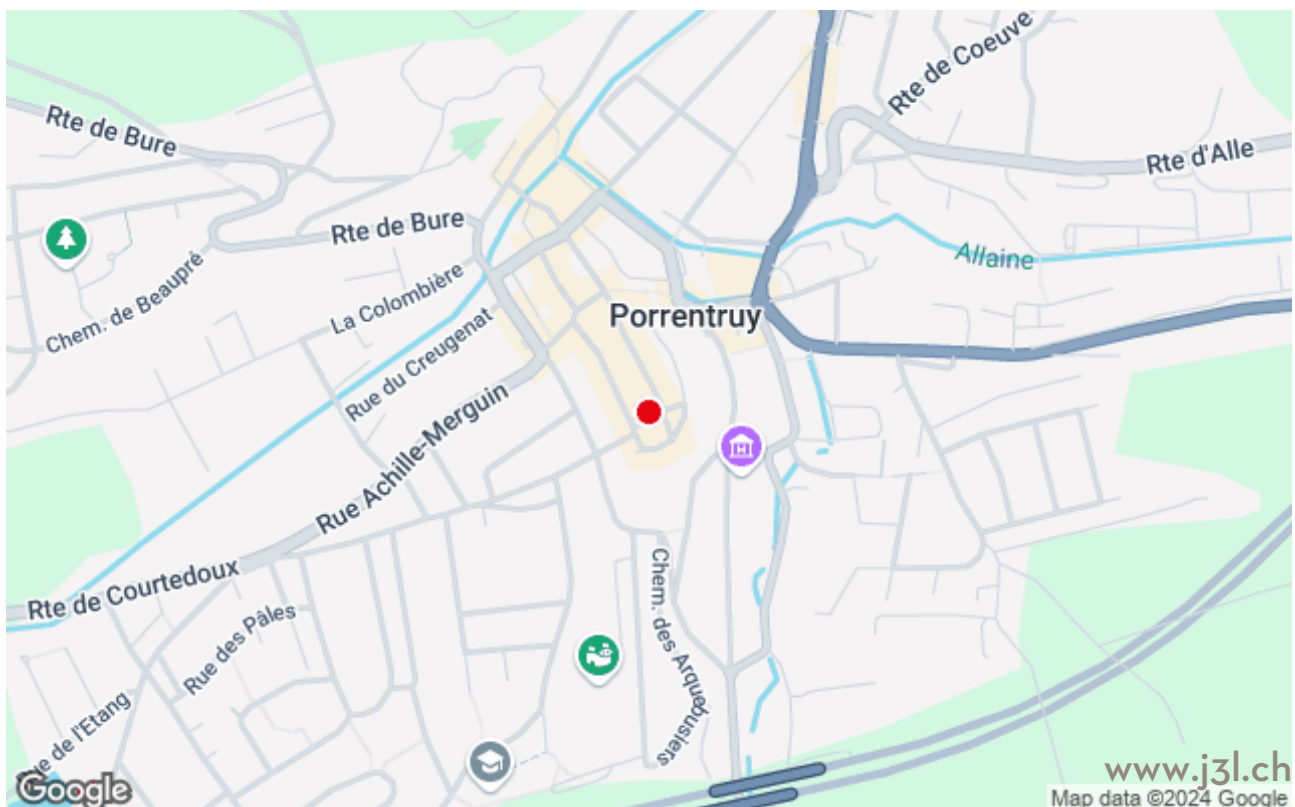 Rte de Coeuve
Rte de Bure
Rte d'Alle
Rte de Bure
Allaine
Chem. de Beaupré
La Colombière
Porrentruy
Rue du Creugenat
Rue Achille-Merguin
Rte de Courtedoux
Chem. des Arquebusiers
Rue des Pâles
Rue de l'Etang
H
Google
www.j3l.ch
Map data ©2024 Google